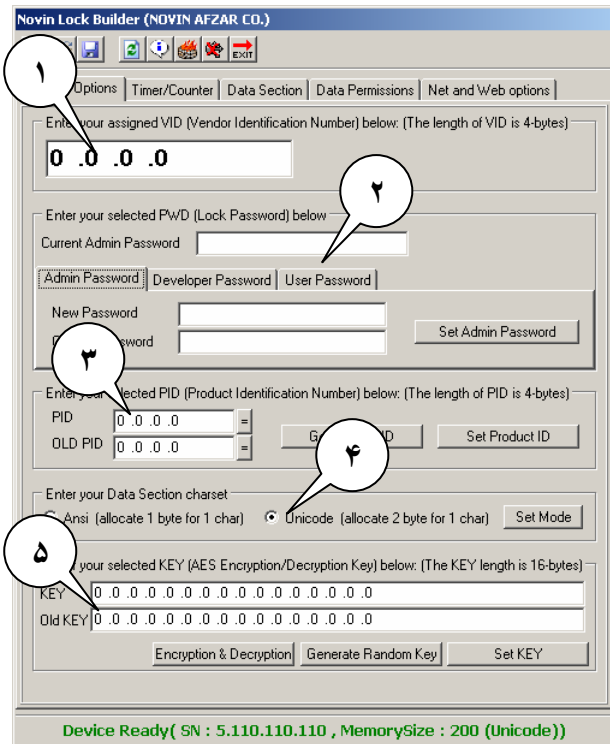 Novin Lock Builder (NOVIN AFZAR CO.)
EXIT
Options Timer/Counter Data Section Data Permissions Net and Web options
۱
Enter your assigned VID (Vendor Identification Number) below: (The length of VID is 4-bytes)
0 .0 .0 .0
۲
Enter your selected PWD (Lock Password) below
Current Admin Password
Admin Password Developer Password User Password
New Password
Set Admin Password
۳
selected PID (Product Identification Number) below: (The length of PID is 4-bytes)
PID 0 .0 .0 .0 =
OLD PID 0 .0 .0 .0 = Set Product ID
۴
Enter your Data Section charset
Ansi (allocate 1 byte for 1 char) Unicode (allocate 2 byte for 1 char) Set Mode
۵
your selected KEY (AES Encryption/Decryption Key) below: (The KEY length is 16-bytes)
KEY 0 .0 .0 .0 .0 .0 .0 .0 .0 .0 .0 .0 .0 .0 .0 .0
Old KEY 0 .0 .0 .0 .0 .0 .0 .0 .0 .0 .0 .0 .0 .0 .0 .0
Encryption & Decryption Generate Random Key Set KEY
Device Ready( SN : 5.110.110.110 , MemorySize : 200 (Unicode))